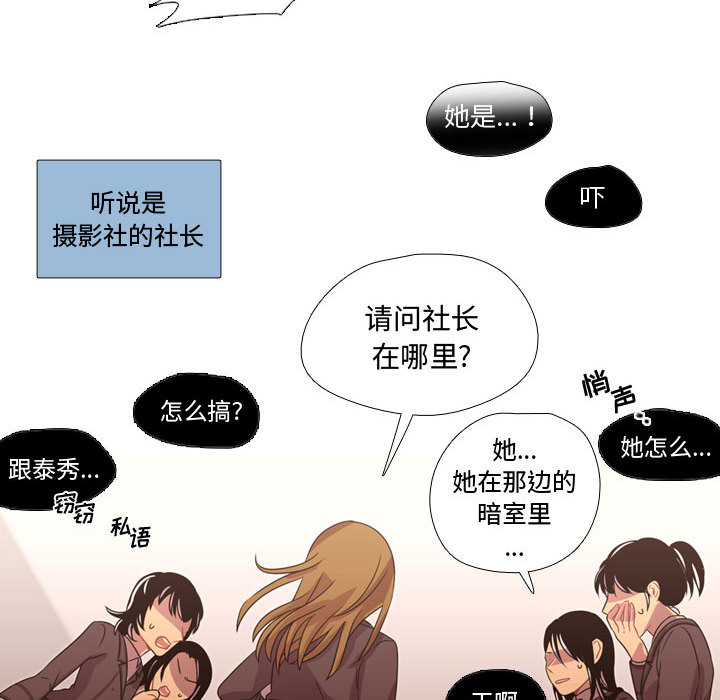 她是...！
吓
听说是
摄影社的社长
请问社长
在哪里?
悄声
怎么搞?
她怎么...
跟泰秀...
她...
她在那边的
暗室里
...
窃窃
私语